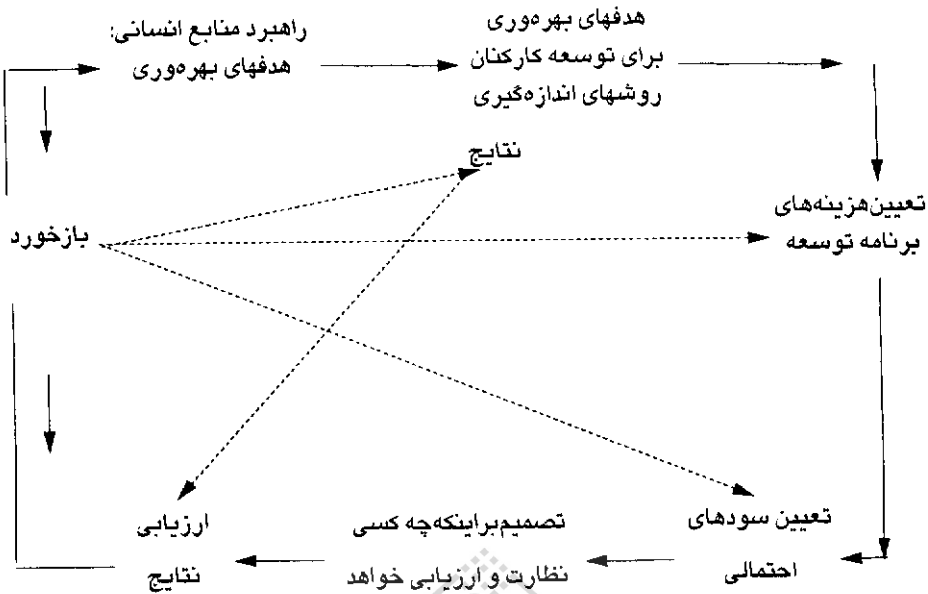 راهبرد منابع انسانی:
هدفهای بهره‌وری
هدفهای بهره‌وری
برای توسعه کارکنان
روشهای اندازه‌گیری
نتایج
تعیین‌هزینه‌های
برنامه توسعه
بازخورد
تعیین سودهای
احتمالی
تصمیم‌براینکه‌چه کسی
نظارت و ارزیابی خواهد
ارزیابی
نتایج